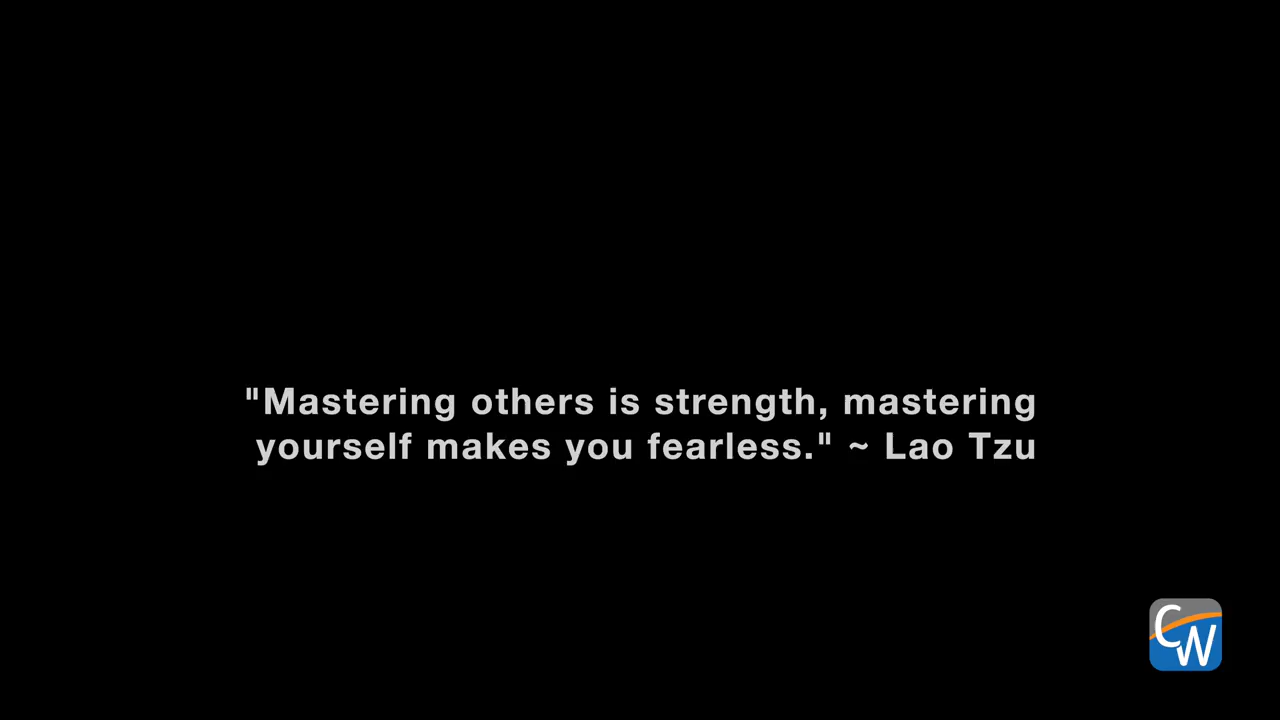 "Mastering others is strength, mastering
yourself makes you fearless." ~ Lao Tzu
CW